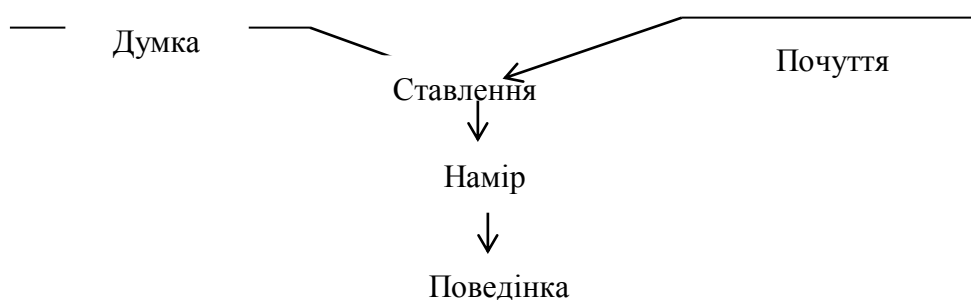 Думка
Почуття
Ставлення
Намір
Поведінка